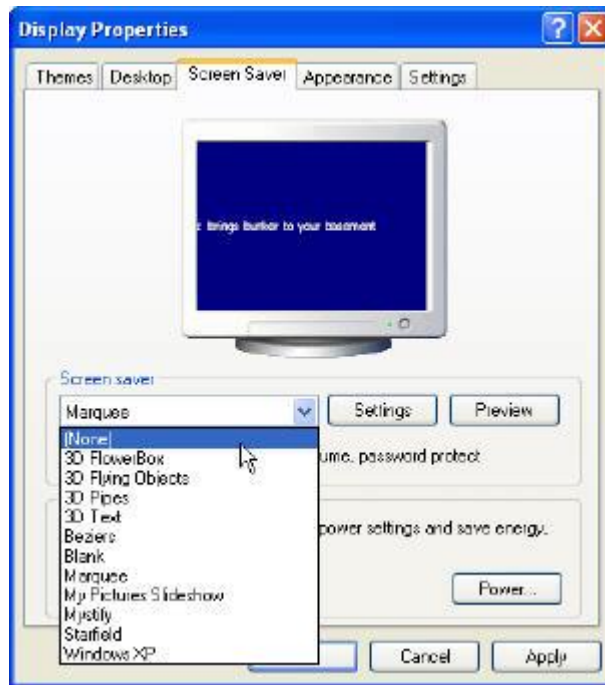 Display Properties
Themes Desktop Screen Saver Appearance Settings
brings bunker to your basement
Screen saver
Marquee Settings Preview
(None)
3D FlowerBox
ume, password protect
3D Flying Objects
3D Pipes
3D Text
power settings and save energy.
Beziers
Blank
Marquee
My Pictures Slideshow
Power...
Mystify
Starfield
Windows XP
Cancel Apply